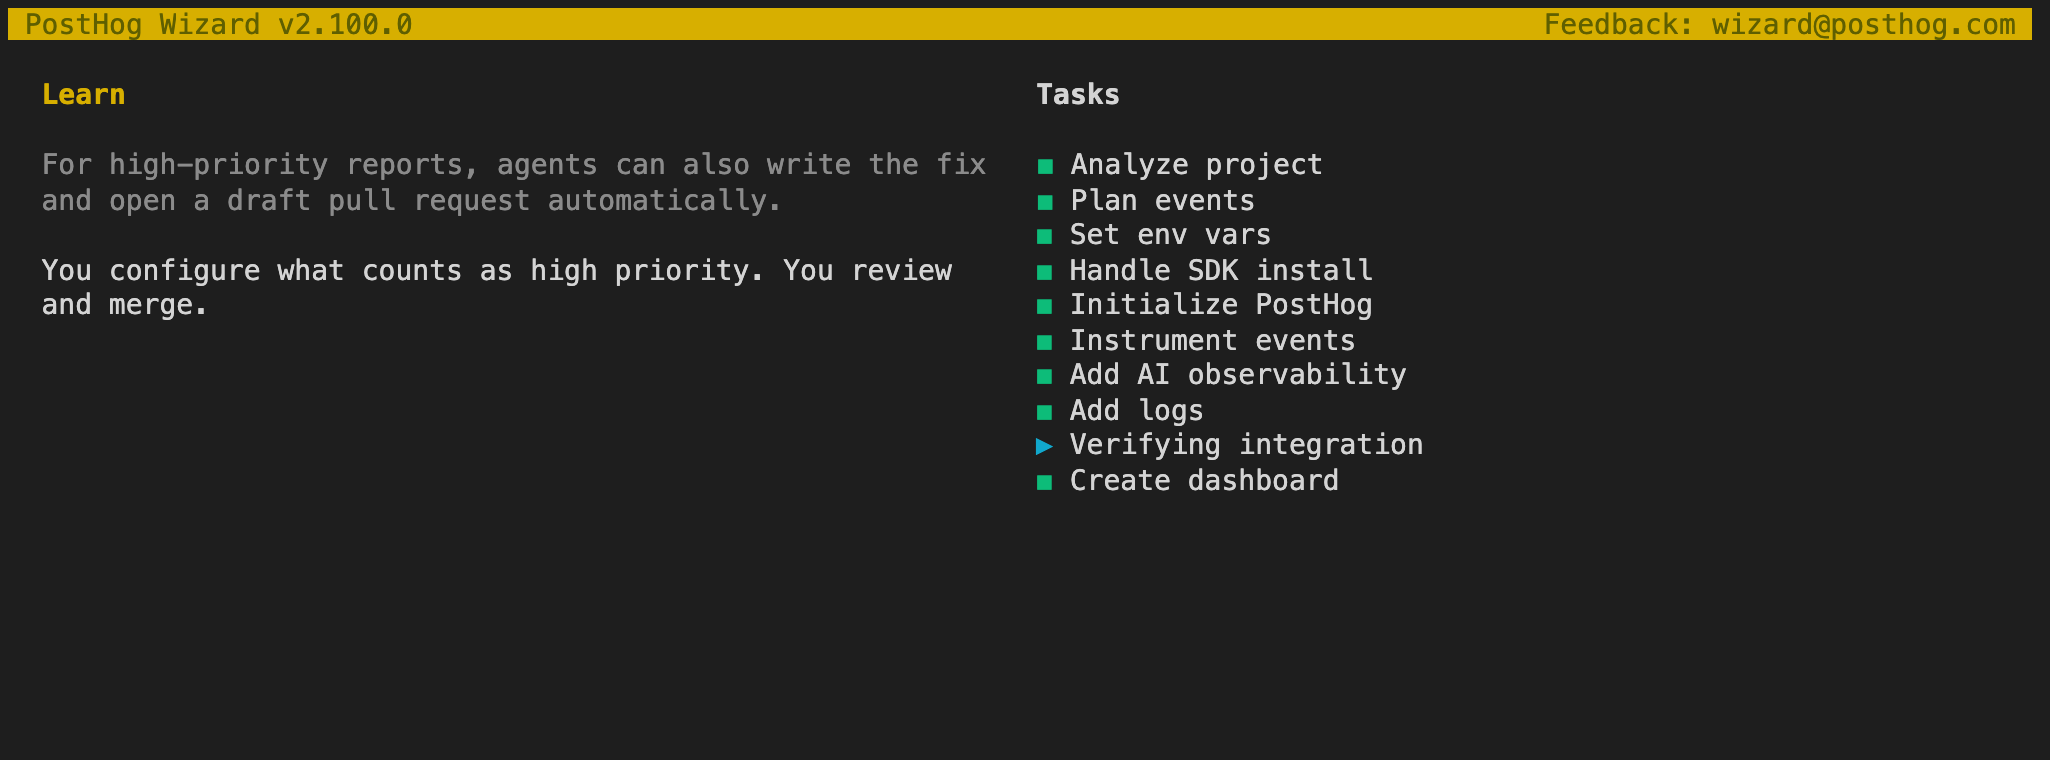 PostHog Wizard v2.100.0
Feedback: wizard@posthog.com
Learn
For high-priority reports, agents can also write the fix
and open a draft pull request automatically.
You configure what counts as high priority. You review
and merge.
Tasks
Analyze project
Plan events
Set env vars
Handle SDK install
Initialize PostHog
Instrument events
Add AI observability
Add logs
Verifying integration
Create dashboard